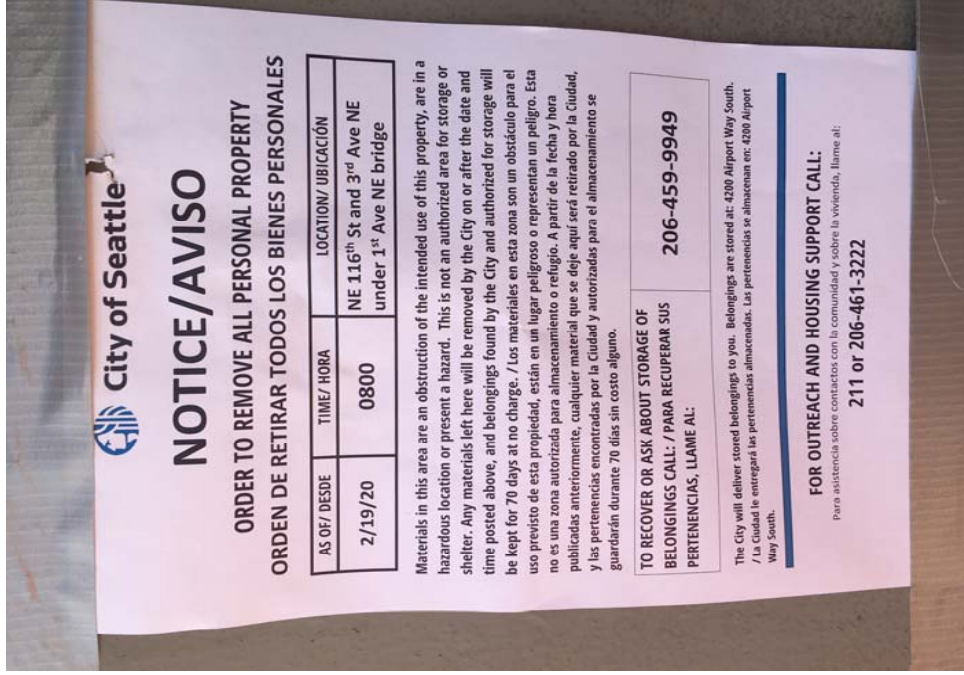 City of Seattle
NOTICE/AVISO
ORDER TO REMOVE ALL PERSONAL PROPERTY
ORDEN DE RETIRAR TODOS LOS BIENES PERSONALES
AS OF/ DESDE TIME/ HORA LOCATION/ UBICACIÓN
2/19/20 0800 NE 116th St and 3rd Ave NE
under 1st Ave NE bridge
Materials in this area are an obstruction of the intended use of this property, are in a
hazardous location or present a hazard. This is not an authorized area for storage or
shelter. Any materials left here will be removed by the City on or after the date and
time posted above, and belongings found by the City and authorized for storage will
be kept for 70 days at no charge. / Los materiales en esta zona son un obstáculo para el
uso previsto de esta propiedad, están en un lugar peligroso o representan un peligro. Esta
no es una zona autorizada para almacenamiento o refugio. A partir de la fecha y hora
publicadas anteriormente, cualquier material que se deje aquí será retirado por la Ciudad,
y las pertenencias encontradas por la Ciudad y autorizadas para el almacenamiento se
guardarán durante 70 días sin costo alguno.
TO RECOVER OR ASK ABOUT STORAGE OF
BELONGINGS CALL: / PARA RECUPERAR SUS
PERTENENCIAS, LLAME AL:
206-459-9949
The City will deliver stored belongings to you. Belongings are stored at: 4200 Airport Way South.
/ La Ciudad le entregará las pertenencias almacenadas. Las pertenencias se almacenan en: 4200 Airport
Way South.
FOR OUTREACH AND HOUSING SUPPORT CALL:
Para asistencia sobre contactos con la comunidad y sobre la vivienda, llame al:
211 or 206-461-3222